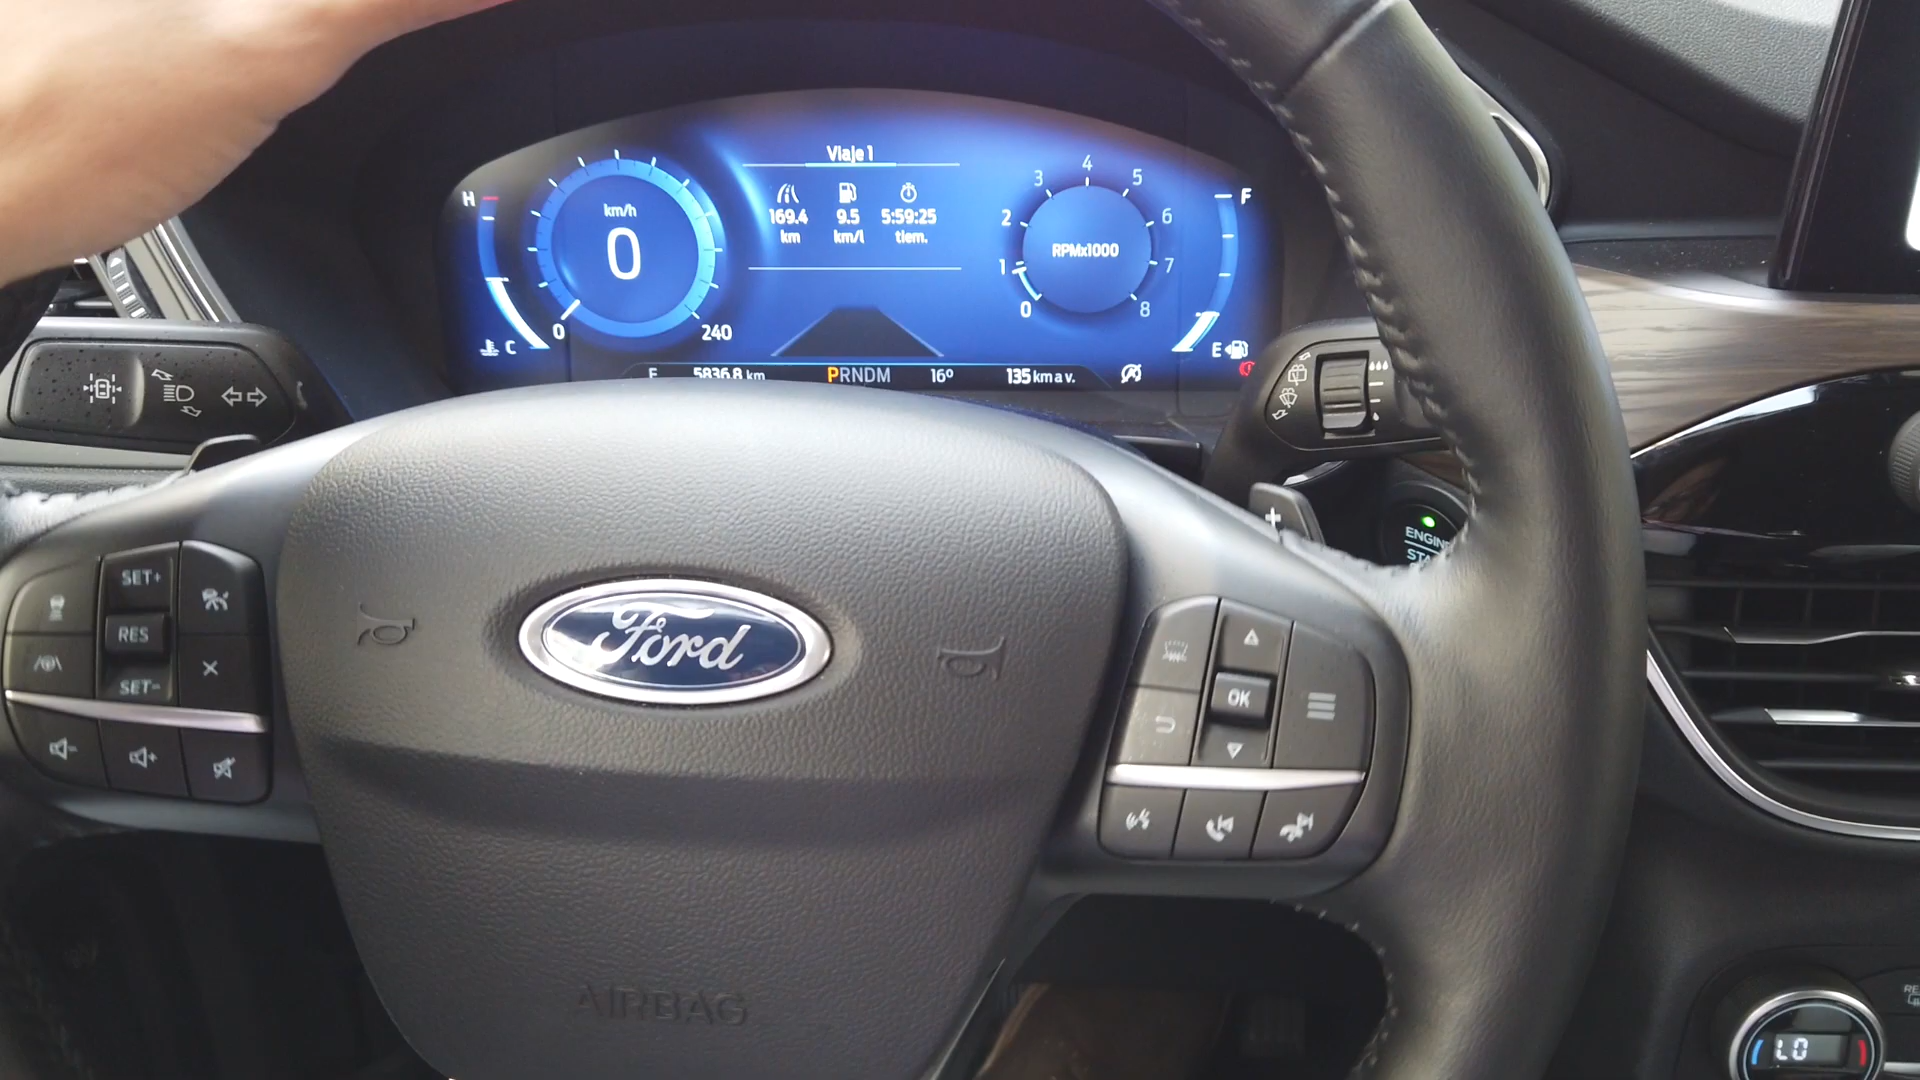 Viaje 1
169.4 9.5 5:59:25
km km/l tiem.
H
km/h
0
0
240
C
0 1 2 3 4 5 6 7 8
RPMx1000
F
E
E 5836.8 km PRNDM 16° 135 km a v.
+
ENGINE
SET+
RES
SET-
Ford
OK
AIRBAG
LO